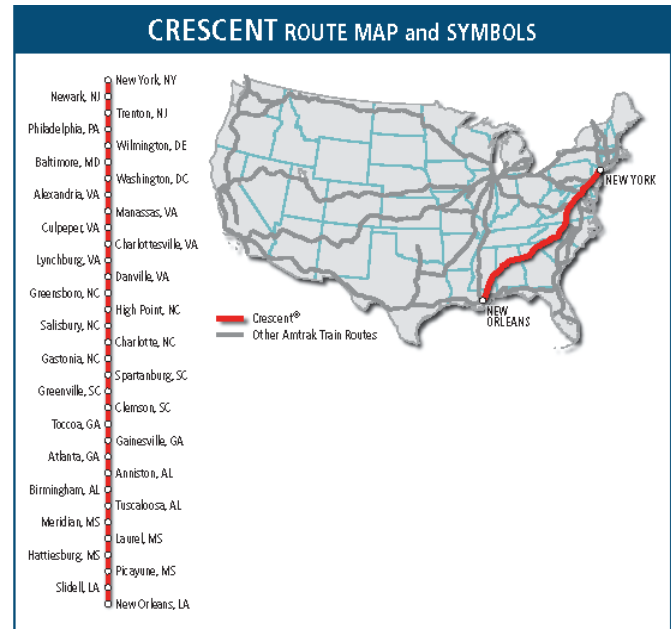 CRESCENT ROUTE MAP and SYMBOLS
New York, NY
Newark, NJ
Trenton, NJ
Philadelphia, PA
Wilmington, DE
Baltimore, MD
Washington, DC
Alexandria, VA
Manassas, VA
Culpeper, VA
Charlottesville, VA
Lynchburg, VA
Danville, VA
Greensboro, NC
High Point, NC
Salisbury, NC
Charlotte, NC
Gastonia, NC
Spartanburg, SC
Greenville, SC
Clemson, SC
Toccoa, GA
Gainesville, GA
Atlanta, GA
Anniston, AL
Birmingham, AL
Tuscaloosa, AL
Meridian, MS
Laurel, MS
Hattiesburg, MS
Picayune, MS
Slidell, LA
New Orleans, LA
NEW YORK
NEW
ORLEANS
Crescent®
Other Amtrak Train Routes